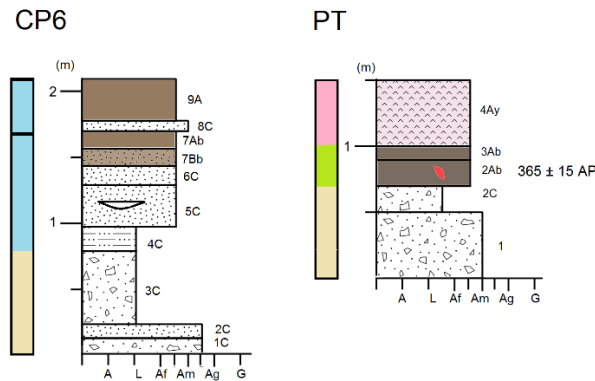 CP6
(m)
2
9A
8C
7Ab
7Bb
6C
5C
1
4C
3C
2C
1C
A L Af Am Ag G
PT
(m)
4Ay
1
3Ab
2Ab
365 ± 15 AP
2C
1
A L Af Am Ag G